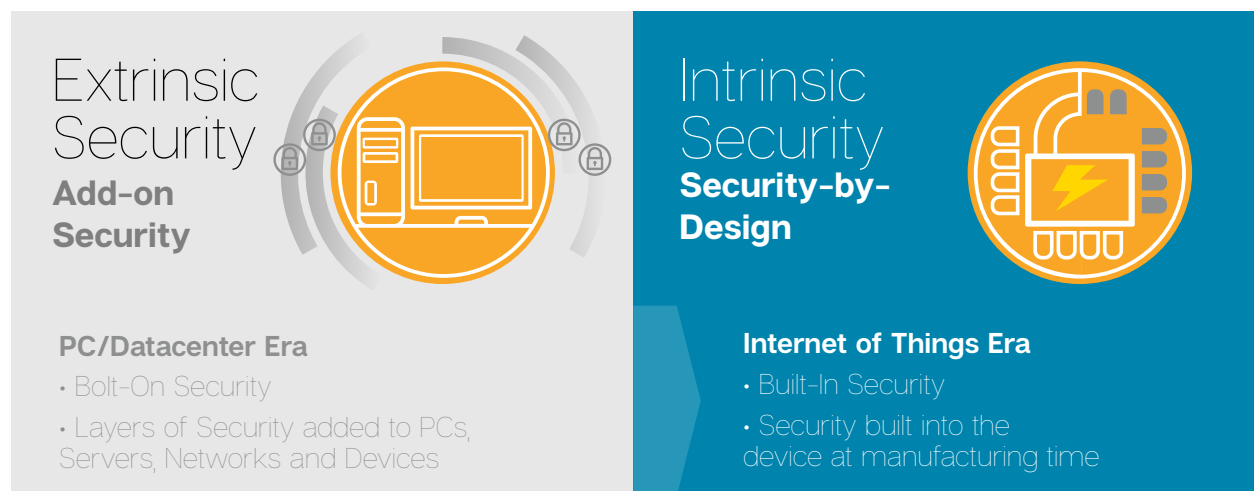 Extrinsic
Security
Add-on
Security
PC/Datacenter Era
• Bolt-On Security
• Layers of Security added to PCs,
Servers, Networks and Devices
Intrinsic
Security
Security-by-
Design
Internet of Things Era
• Built-In Security
• Security built into the
device at manufacturing time